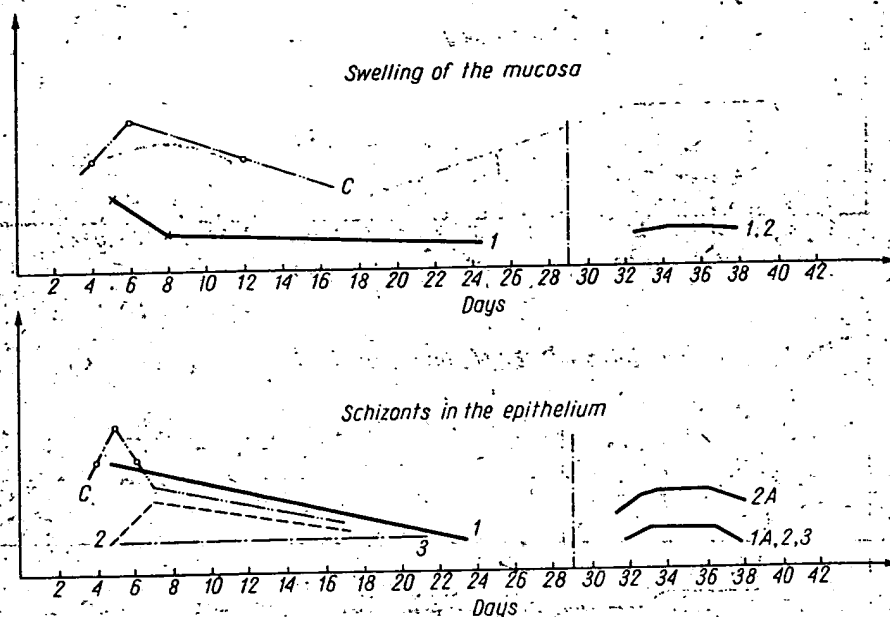 Swelling of the mucosa
C
1
1,2
2 4 6 8 10 12 14 16 18 20 22 24 26 28 30 32 34 36 38 40 42
Days
Schizonts in the epithelium
C
2A
1
2
3
1A,2,3
2 4 6 8 10 12 14 16 18 20 22 24 26 28 30 32 34 36 38 40 42
Days